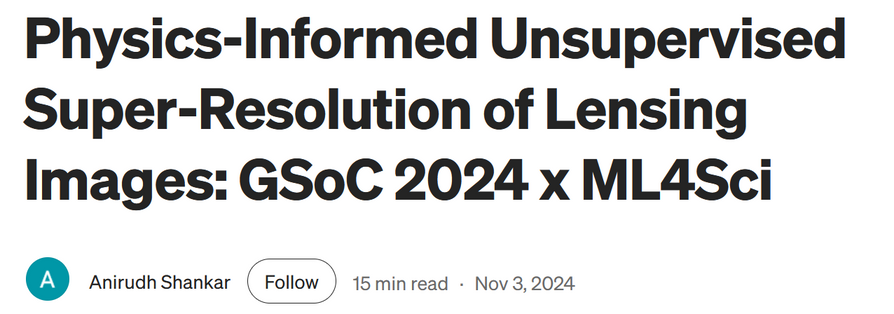 Physics-Informed Unsupervised
Super-Resolution of Lensing
Images: GSoC 2024 x ML4Sci
A Anirudh Shankar Follow 15 min read · Nov 3, 2024